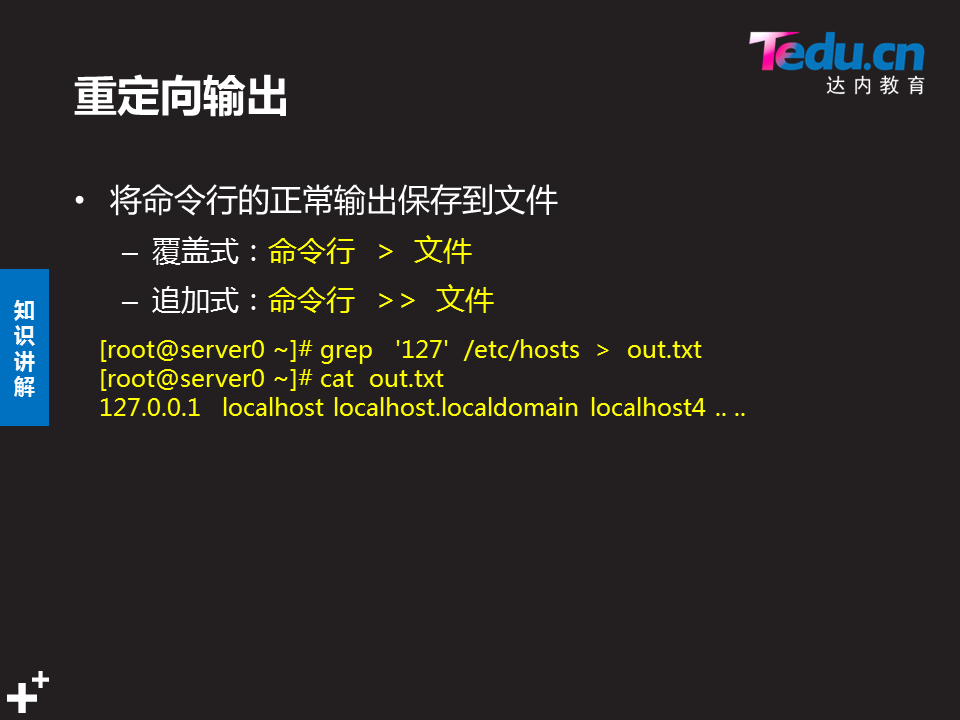 Tedu.cn
达内教育
重定向输出
• 将命令行的正常输出保存到文件
– 覆盖式：命令行 > 文件
– 追加式：命令行 >> 文件
知识讲解
[root@server0 ~]# grep '127' /etc/hosts > out.txt
[root@server0 ~]# cat out.txt
127.0.0.1 localhost localhost.localdomain localhost4 .. ..